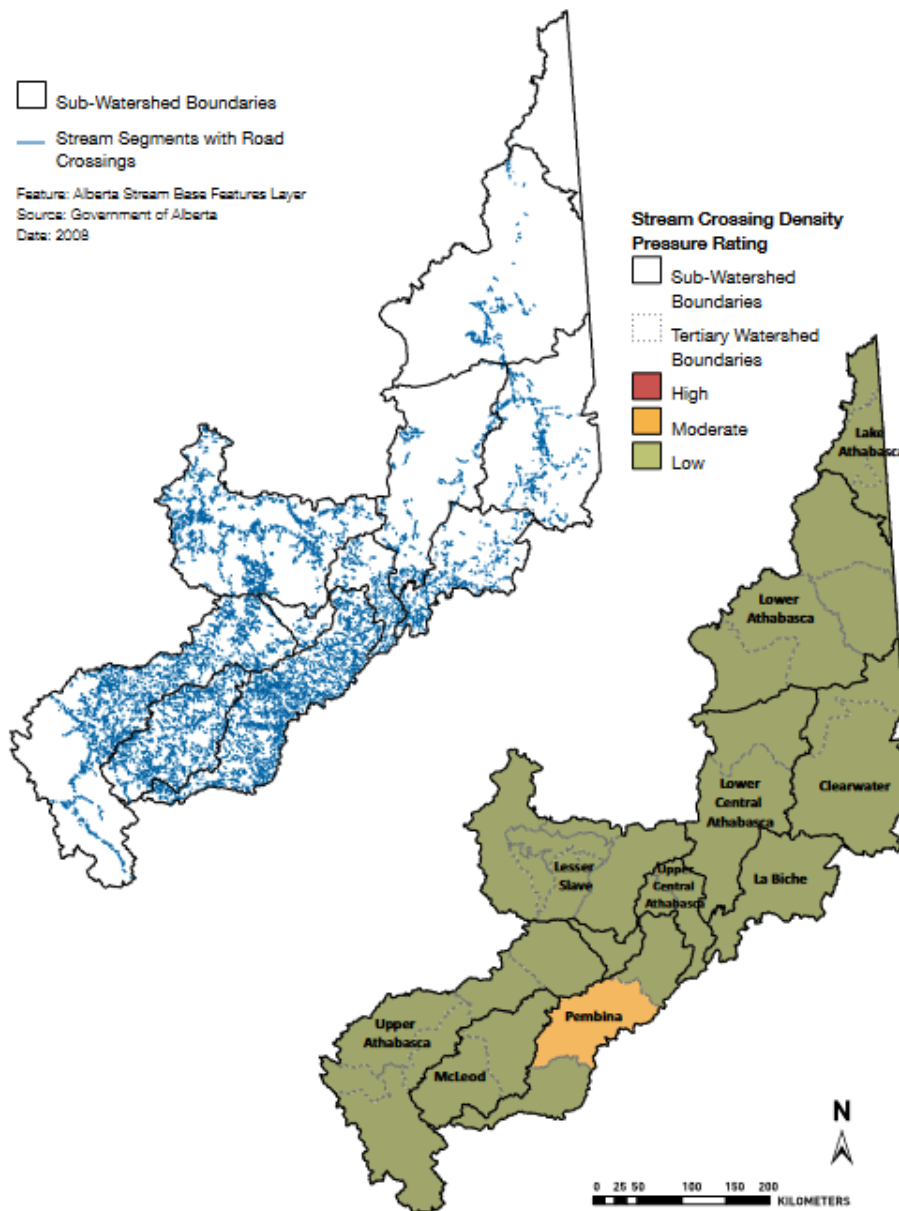 Sub-Watershed Boundaries
Stream Segments with Road
Crossings
Feature: Alberta Stream Base Features Layer
Source: Government of Alberta
Date: 2009
Stream Crossing Density
Pressure Rating
Sub-Watershed
Boundaries
Tertiary Watershed
Boundaries
High
Moderate
Low
Lake
Athabasca
Lower
Athabasca
Lower
Central
Athabasca
Clearwater
Lesser
Slave
Upper
Central
Athabasca
La Biche
Pembina
Upper
Athabasca
McLeod
N
0 25 50 100 150 200
KILOMETERS